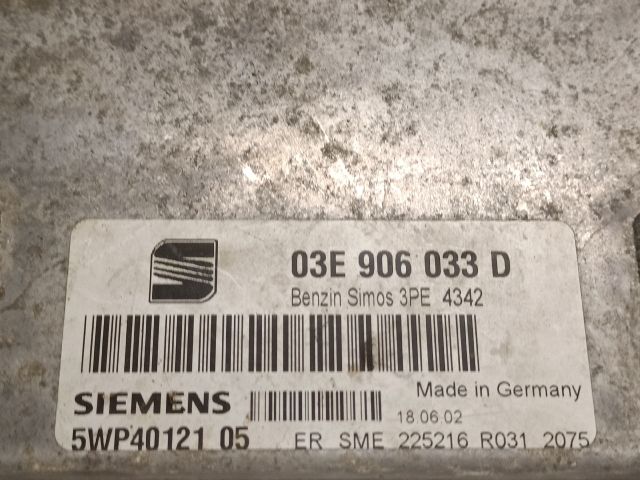 03E 906 033 D
Benzin Simos 3PE 4342
SIEMENS
Made in Germany
18.06.02
5WP40121 05
ER SME 225216 R031 2075